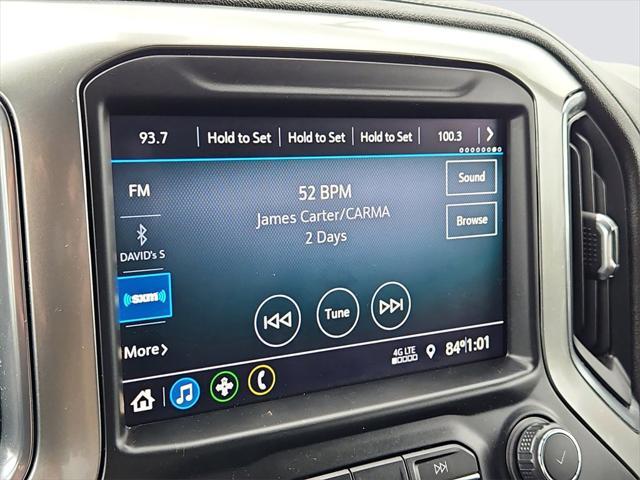 93.7 Hold to Set Hold to Set Hold to Set 100.3
FM
52 BPM
Sound
James Carter/CARMA
Browse
2 Days
DAVID's S
((sxm))
Tune
More
4G LTE
84° 1:01